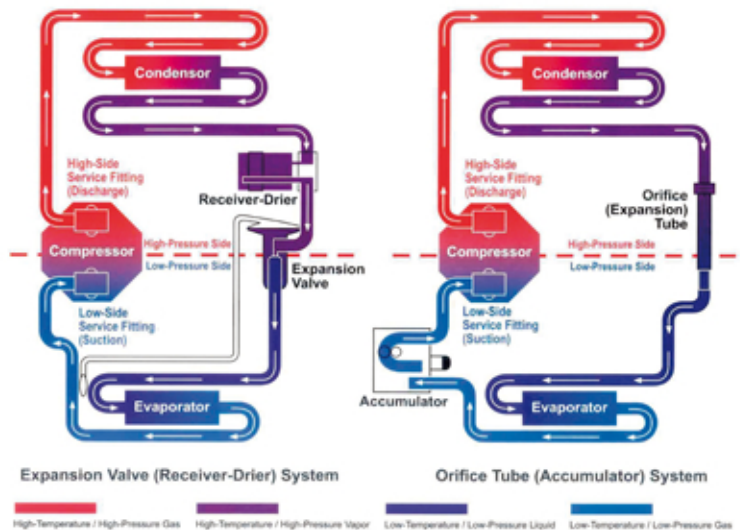 Condensor
High-Side
Service Fitting
(Discharge)
Receiver-Drier
Compressor
High-Pressure Side
Low-Pressure Side
Expansion
Valve
Low-Side
Service Fitting
(Suction)
Evaporator
Expansion Valve (Receiver-Drier) System
Condensor
High-Side
Service Fitting
(Discharge)
Orifice
(Expansion)
Tube
Compressor
High-Pressure Side
Low-Pressure Side
Low-Side
Service Fitting
(Suction)
Accumulator
Evaporator
Orifice Tube (Accumulator) System
High-Temperature / High-Pressure Gas
High-Temperature / High-Pressure Vapor
Low-Temperature / Low-Pressure Liquid
Low-Temperature / Low-Pressure Gas